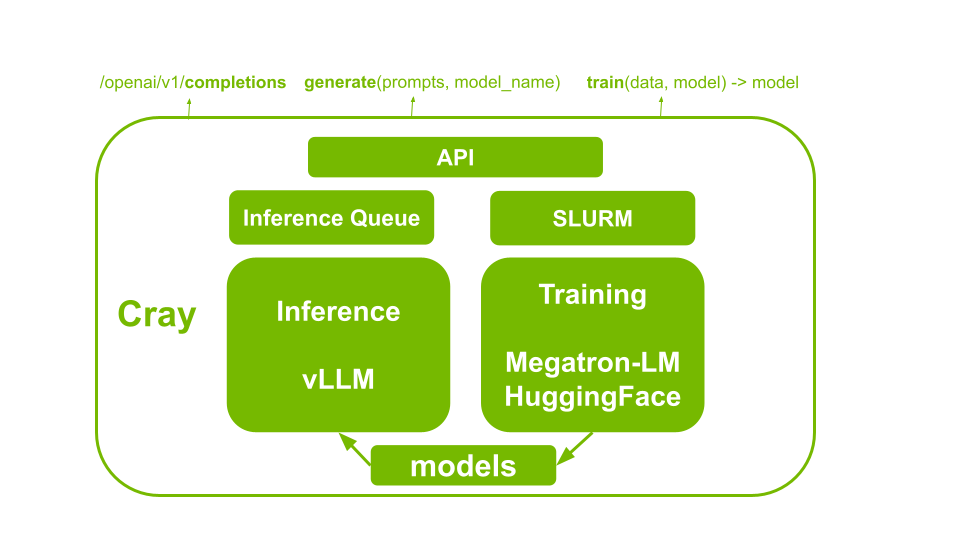 /openai/v1/completions
generate(prompts, model_name)
train(data, model) -> model
API
Inference Queue
SLURM
Cray
Inference
vLLM
Training
Megatron-LM
HuggingFace
models